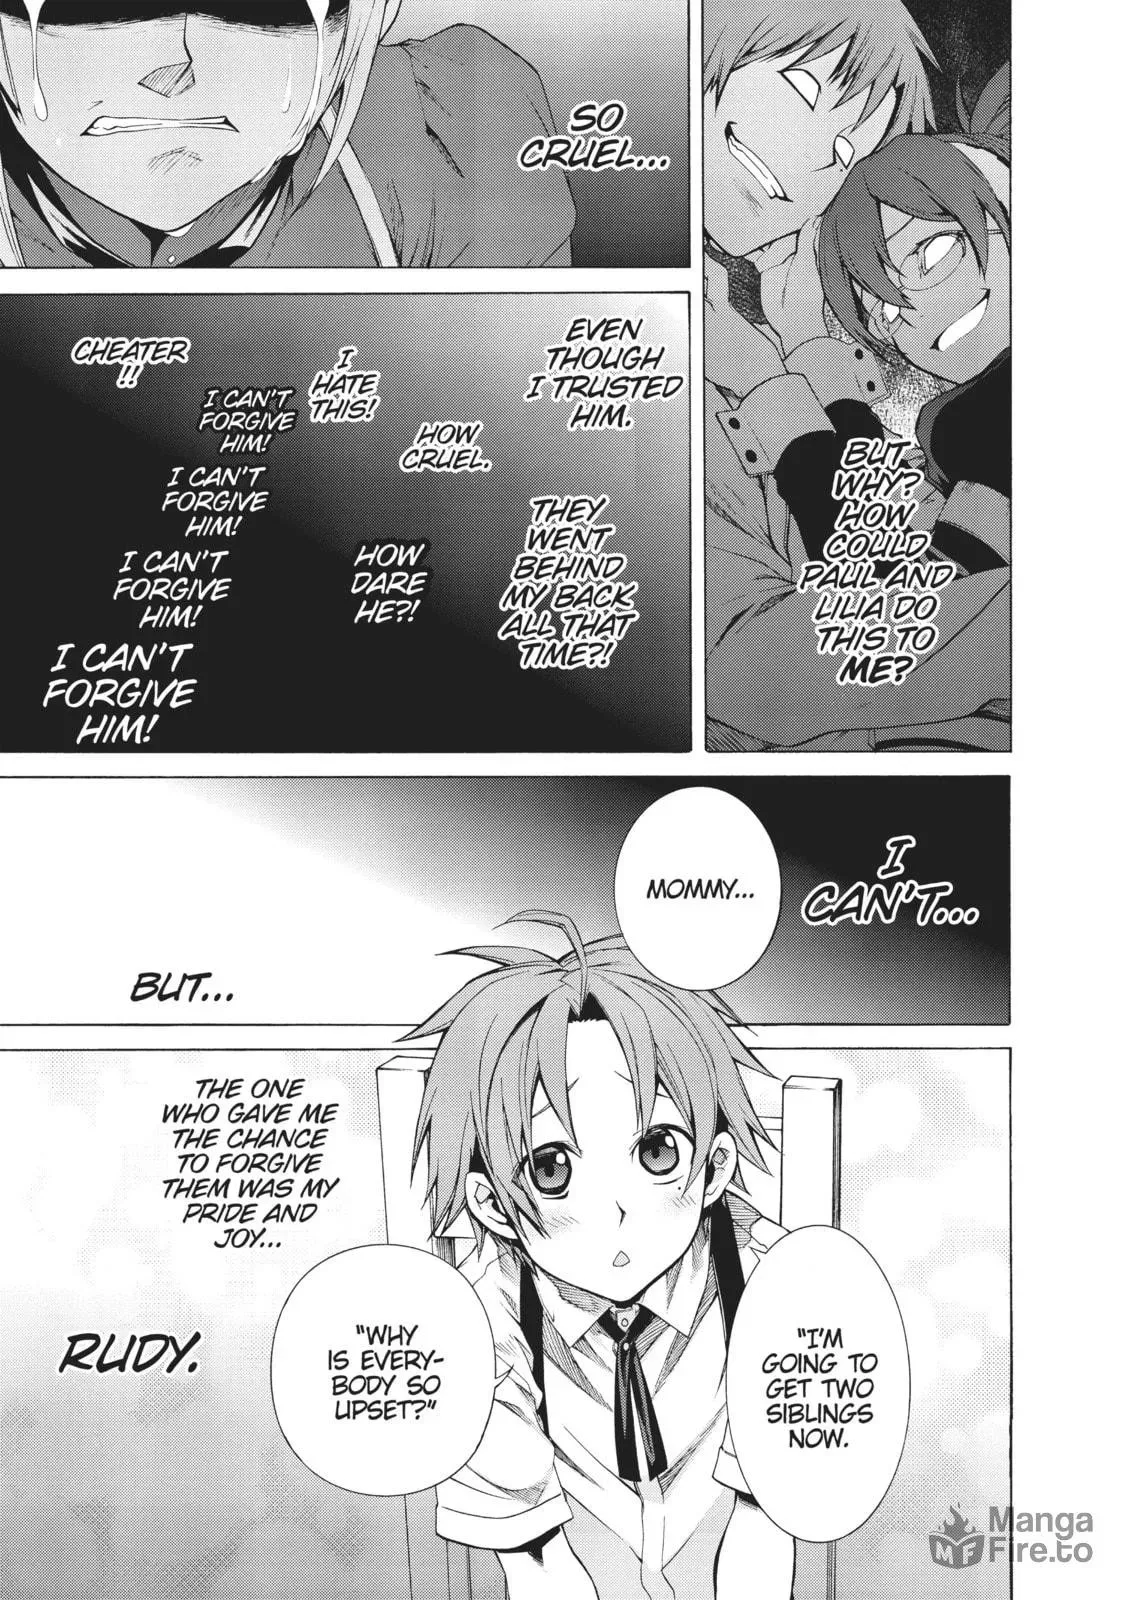 BUT
WHY?
HOW
COULD
PAUL AND
LILIA DO
THIS TO
ME?
SO
CRUEL...
EVEN
THOUGH
I TRUSTED
HIM.
THEY
WENT
BEHIND
MY BACK
ALL THAT
TIME?!
I
HATE
THIS!
HOW
CRUEL.
HOW
DARE
HE?!
CHEATER
!!
I CAN'T
FORGIVE
HIM!
I CAN'T
FORGIVE
HIM!
I CAN'T
FORGIVE
HIM!
I CAN'T
FORGIVE
HIM!
I
CAN'T...
MOMMY...
BUT...
"I'M
GOING TO
GET TWO
SIBLINGS
NOW.
"WHY
IS EVERY-
BODY SO
UPSET?"
THE ONE
WHO GAVE ME
THE CHANCE
TO FORGIVE
THEM WAS MY
PRIDE AND
JOY...
RUDY.
MF
Manga
Fire.to